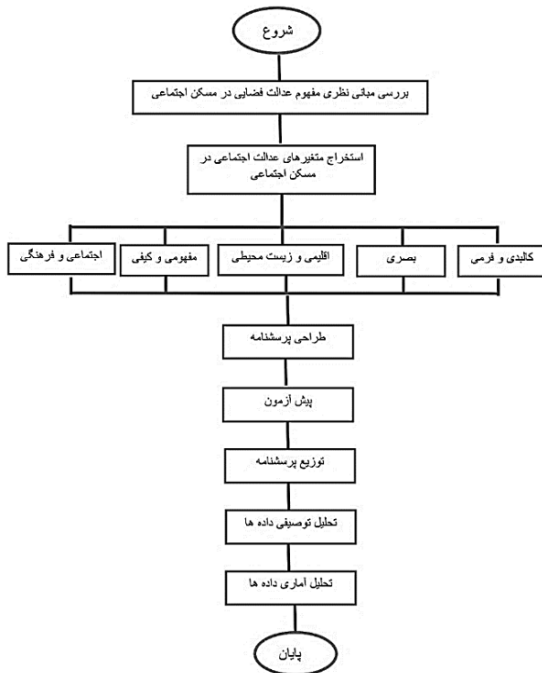 شروع
بررسی مبانی نظری مفهوم عدالت فضایی در مسکن اجتماعی
استخراج متغیرهای عدالت اجتماعی در
مسکن اجتماعی
کالبدی و فرمی
بصری
اقلیمی و زیست محیطی
مفهومی و کیفی
اجتماعی و فرهنگی
طراحی پرسشنامه
پیش آزمون
توزیع پرسشنامه
تحلیل توصیفی داده ها
تحلیل آماری داده ها
پایان